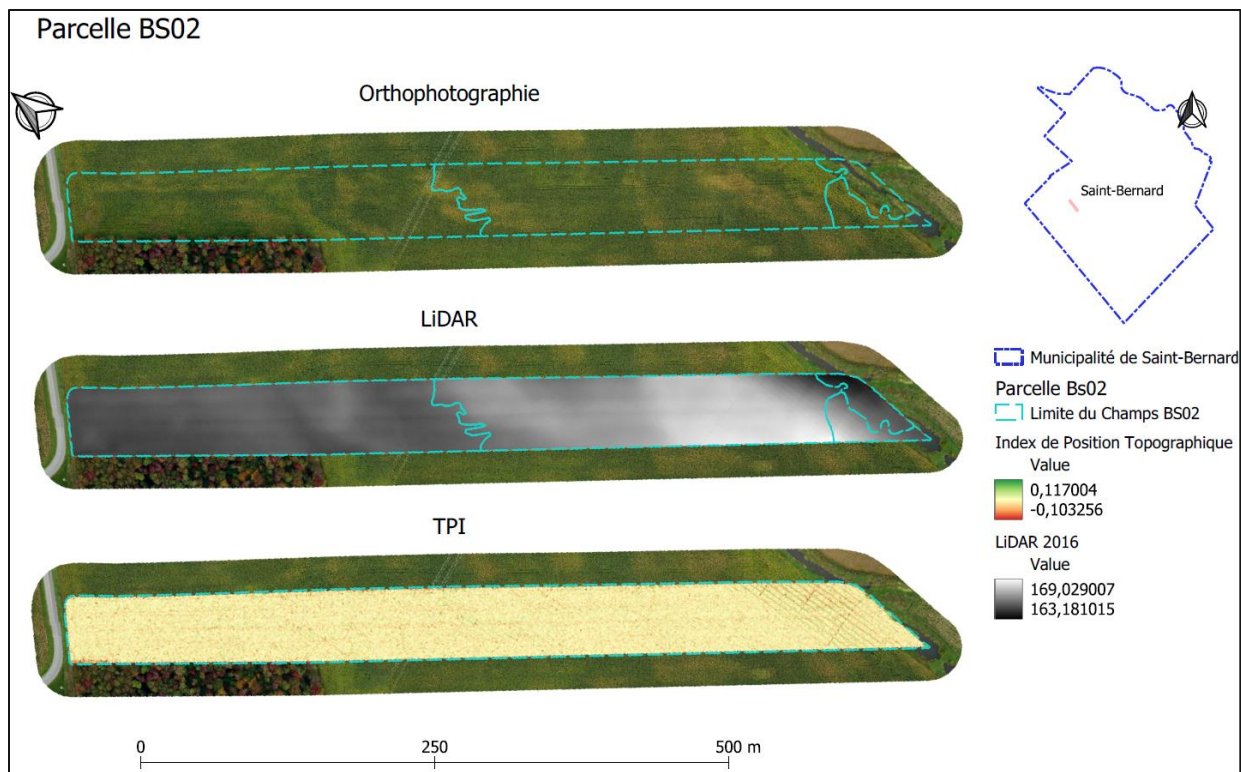 Parcelle BS02
Orthophotographie
LiDAR
TPI
0
250
500 m
Saint-Bernard
Municipalité de Saint-Bernard
Parcelle Bs02
Limite du Champs BS02
Index de Position Topographique
Value
0,117004
-0,103256
LiDAR 2016
Value
169,029007
163,181015